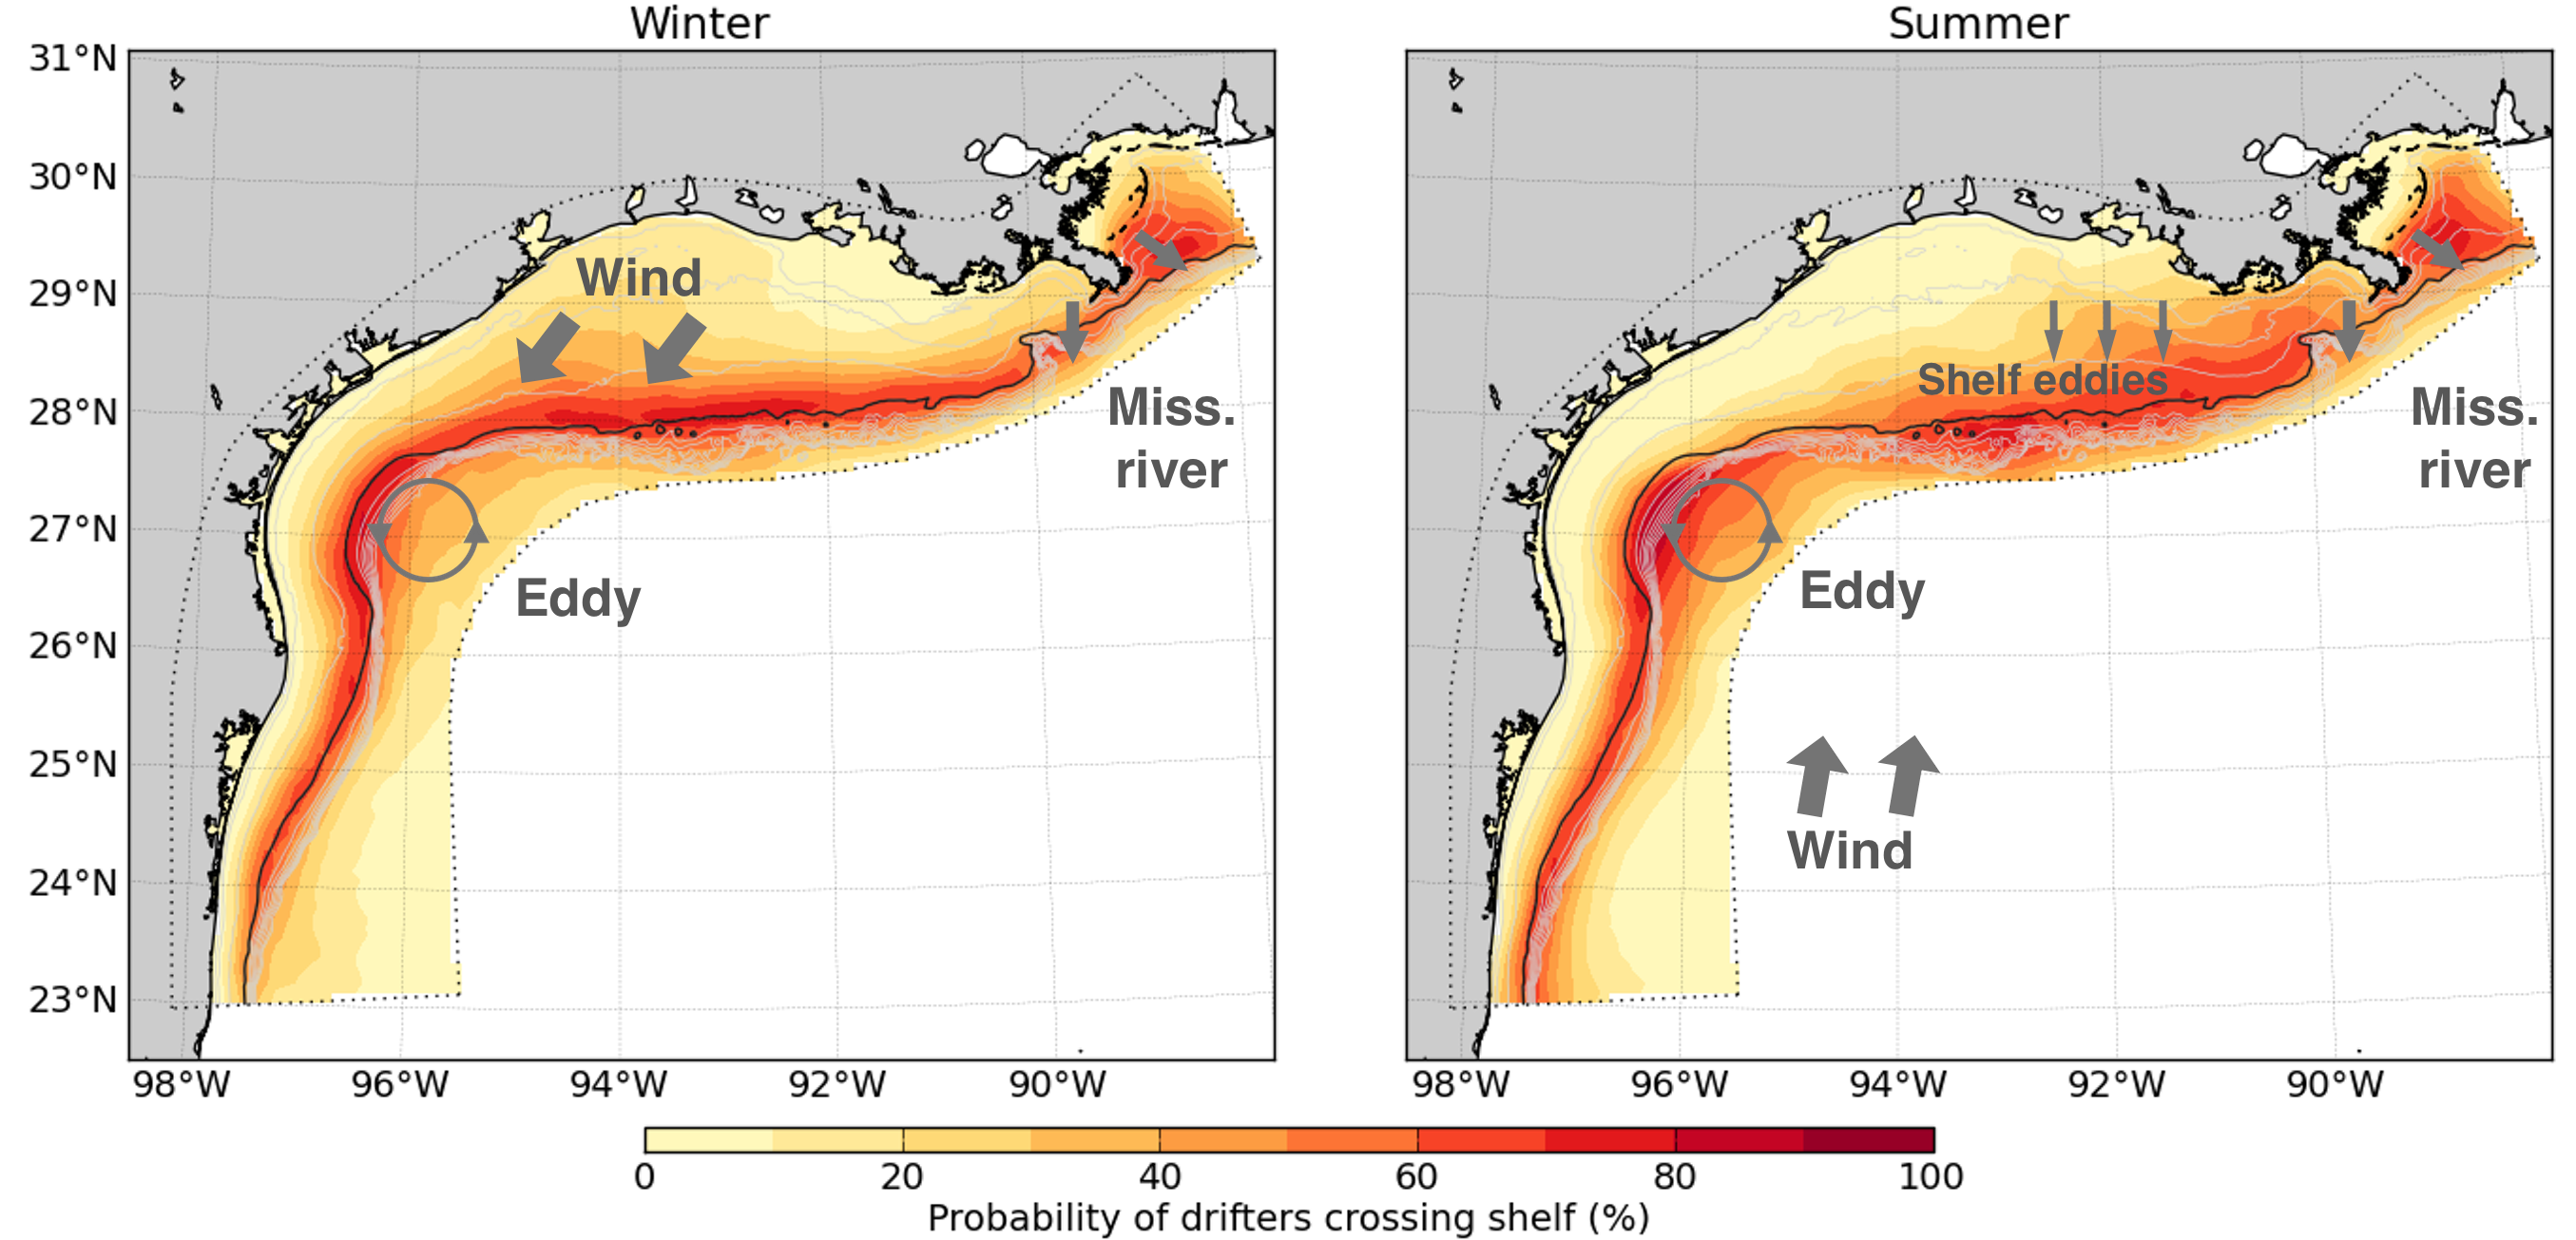 Winter
Summer
31°N
30°N
29°N
28°N
27°N
26°N
25°N
24°N
23°N
Wind
Miss.
river
Eddy
Shelf eddies
Miss.
river
Eddy
Wind
98°W 96°W 94°W 92°W 90°W
98°W 96°W 94°W 92°W 90°W
0 20 40 60 80 100
Probability of drifters crossing shelf (%)